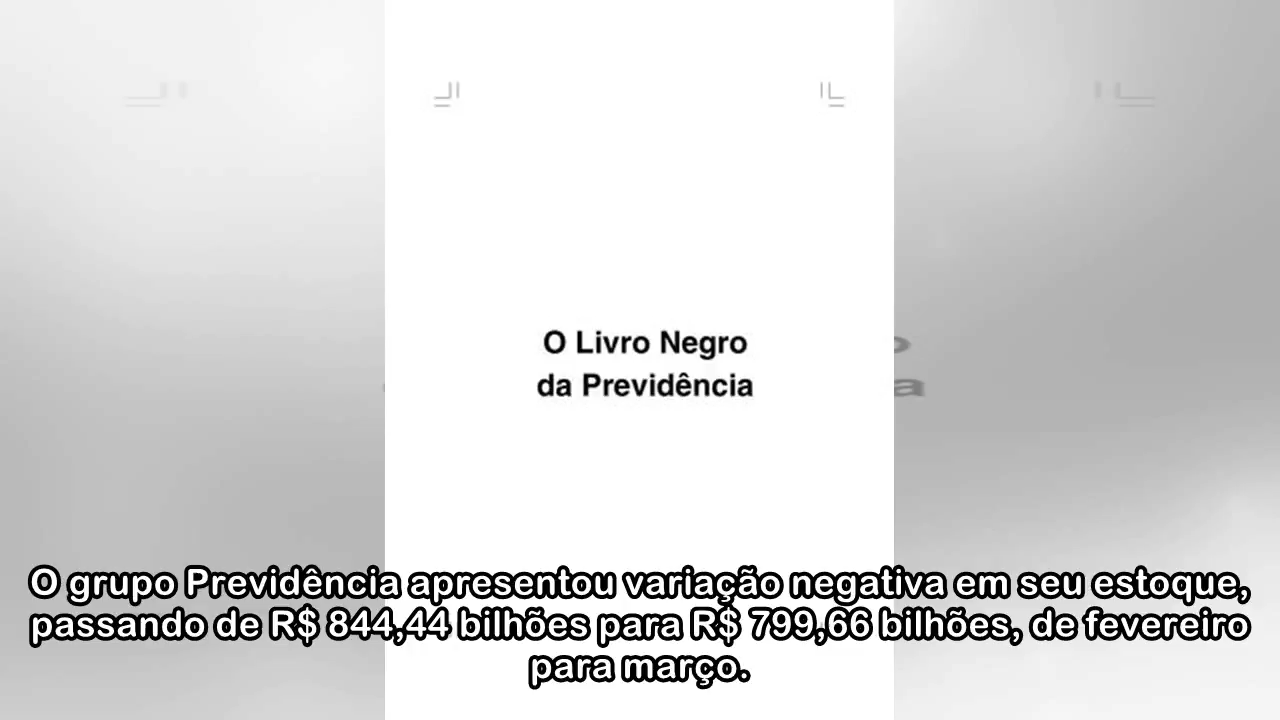 O Livro Negro
da Previdência
O grupo Previdência apresentou variação negativa em seu estoque,
passando de R$ 844,44 bilhões para R$ 799,66 bilhões, de fevereiro
para março.